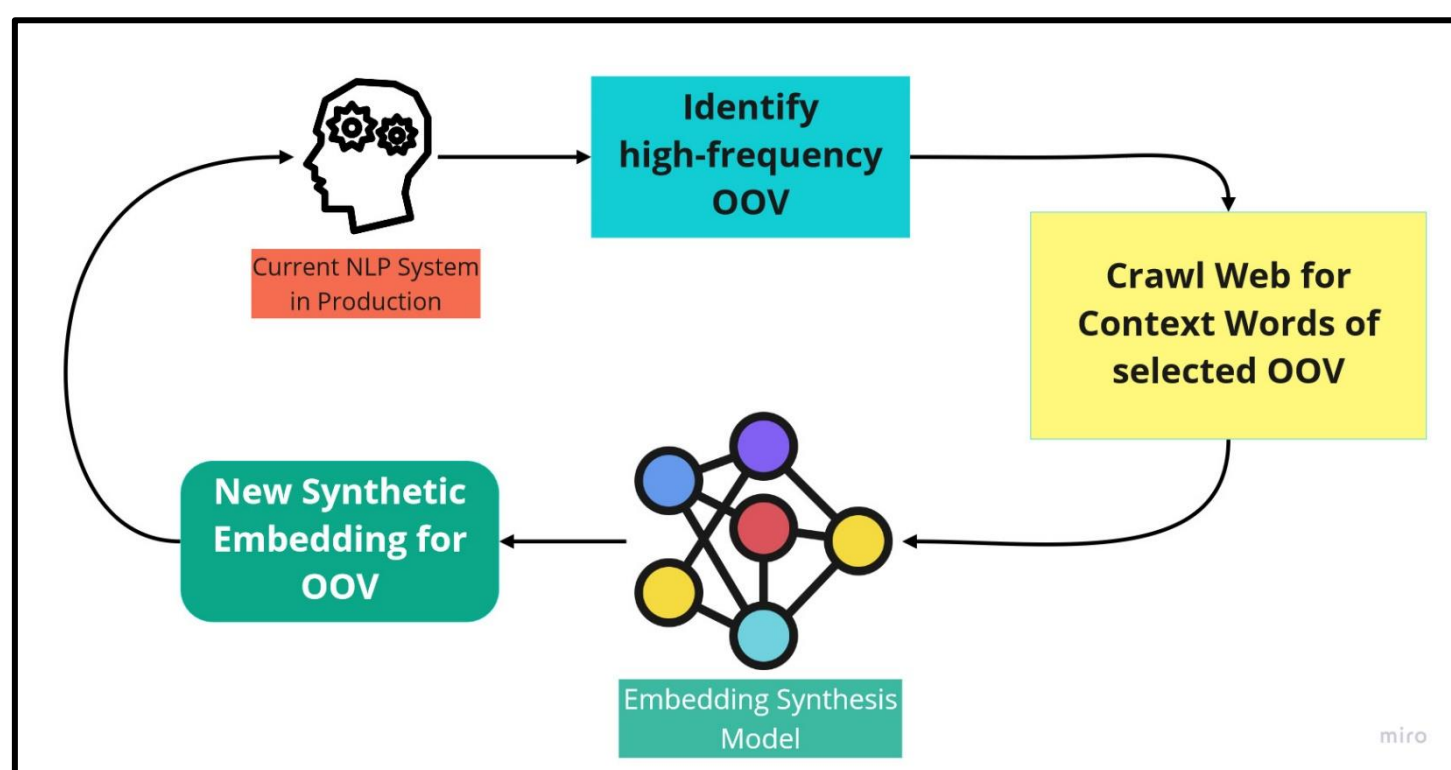 Identify
high-frequency
OOV
Current NLP System
in Production
Crawl Web for
Context Words of
selected OOV
New Synthetic
Embedding for
OOV
Embedding Synthesis
Model
miro